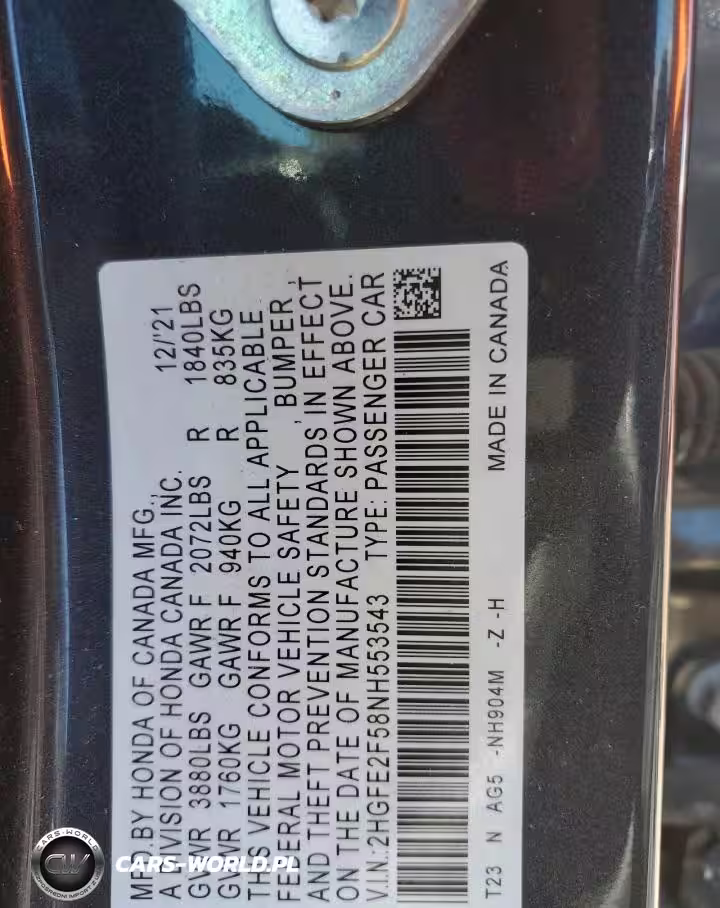 MFD. BY HONDA OF CANADA MFG.,
A DIVISION OF HONDA CANADA INC. 12/'21
GVWR 3880LBS GAWR F 2072LBS R 1840LBS
GVWR 1760KG GAWR F 940KG R 835KG
THIS VEHICLE CONFORMS TO ALL APPLICABLE
FEDERAL MOTOR VEHICLE SAFETY , BUMPER ,
AND THEFT PREVENTION STANDARDS IN EFFECT
ON THE DATE OF MANUFACTURE SHOWN ABOVE.
V.I.N.:2HGFE2F58NH553543 TYPE: PASSENGER CAR
T23 N AG5 -NH904M -Z -H MADE IN CANADA
CARS-WORLD
CW
CARS-WORLD.PL